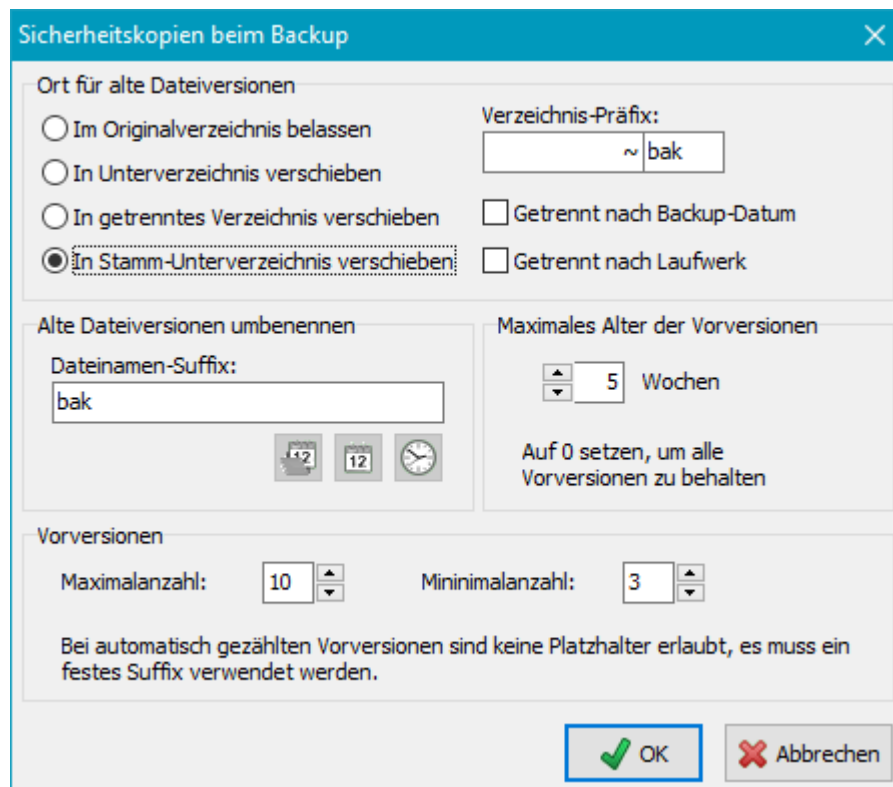 Sicherheitskopien beim Backup
Ort für alte Dateiversionen
Im Originalverzeichnis belassen
In Unterverzeichnis verschieben
In getrenntes Verzeichnis verschieben
In Stamm-Unterverzeichnis verschieben
Verzeichnis-Präfix:
~ bak
Getrennt nach Backup-Datum
Getrennt nach Laufwerk
Alte Dateiversionen umbenennen
Dateinamen-Suffix:
bak
12 12
Maximales Alter der Vorversionen
5 Wochen
Auf 0 setzen, um alle
Vorversionen zu behalten
Vorversionen
Maximalanzahl: 10 Mininimalanzahl: 3
Bei automatisch gezählten Vorversionen sind keine Platzhalter erlaubt, es muss ein
festes Suffix verwendet werden.
OK Abbrechen